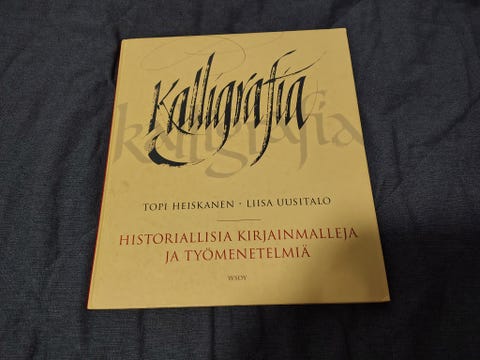 Kalligrafia
kalligrafia
TOPI HEISKANEN · LIISA UUSITALO
HISTORIALLISIA KIRJAINMALLEJA
JA TYÖMENETELMIÄ
WSOY